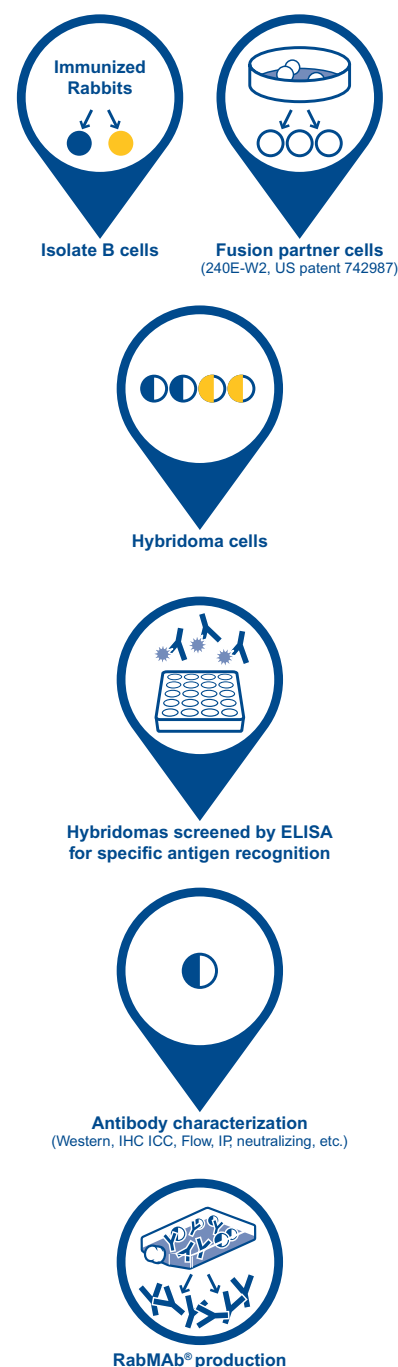 Immunized
Rabbits
Isolate B cells
Fusion partner cells
(240E-W2, US patent 742987)
Hybridoma cells
Hybridomas screened by ELISA
for specific antigen recognition
Antibody characterization
(Western, IHC ICC, Flow, IP, neutralizing, etc.)
RabMAb® production